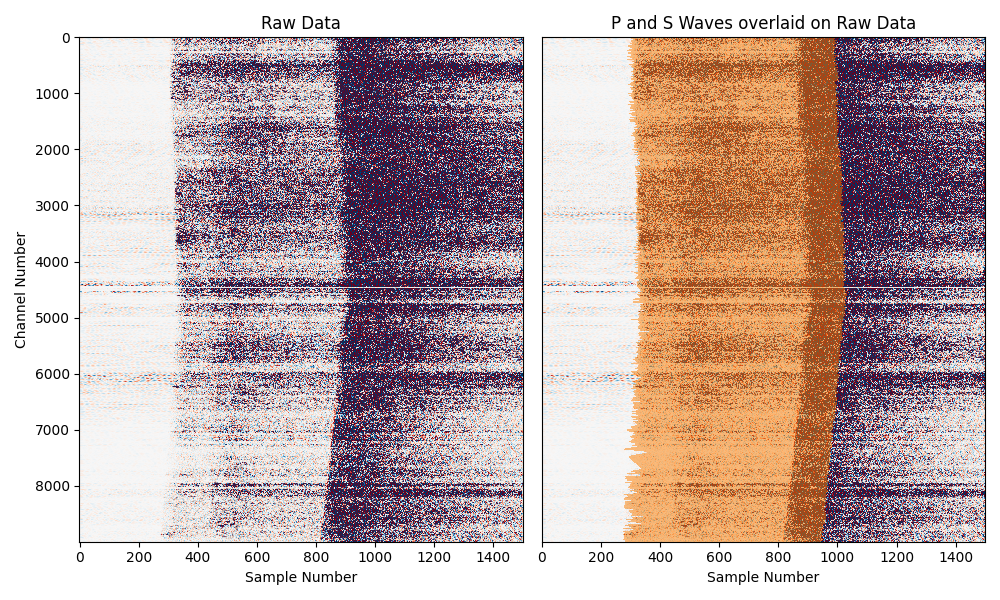 Raw Data
P and S Waves overlaid on Raw Data
Channel Number
0
1000
2000
3000
4000
5000
6000
7000
8000
0 200 400 600 800 1000 1200 1400
0 200 400 600 800 1000 1200 1400
Sample Number
Sample Number